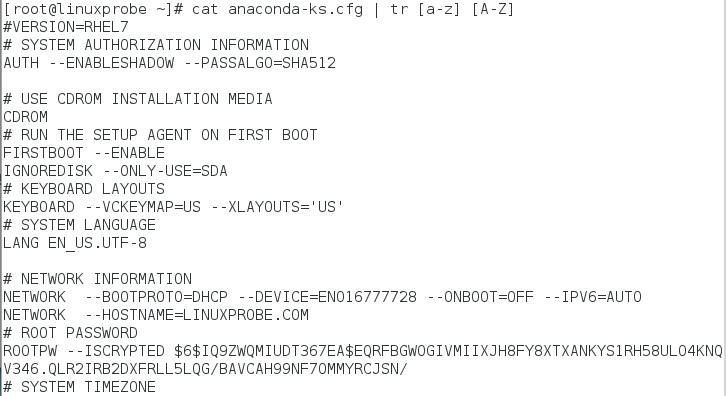 [root@linuxprobe ~]# cat anaconda-ks.cfg | tr [a-z] [A-Z]
#VERSION=RHEL7
# SYSTEM AUTHORIZATION INFORMATION
AUTH --ENABLESHADOW --PASSALGO=SHA512
# USE CDROM INSTALLATION MEDIA
CDROM
# RUN THE SETUP AGENT ON FIRST BOOT
FIRSTBOOT --ENABLE
IGNOREDISK --ONLY-USE=SDA
# KEYBOARD LAYOUTS
KEYBOARD --VCKEYMAP=US --XLAYOUTS='US'
# SYSTEM LANGUAGE
LANG EN_US.UTF-8
# NETWORK INFORMATION
NETWORK  --BOOTPROTO=DHCP --DEVICE=ENO16777728 --ONBOOT=OFF --IPV6=AUTO
NETWORK  --HOSTNAME=LINUXPROBE.COM
# ROOT PASSWORD
ROOTPW --ISCRYPTED $6$IQ9ZWQMIUDT367EA$EQRFBGWOGIVMIIXJH8FY8XTXANKYS1RH58ULO4KNQ
V346.QLR2IRB2DXFRLL5LQG/BAVCAH99NF7OMMYRCJSN/
# SYSTEM TIMEZONE